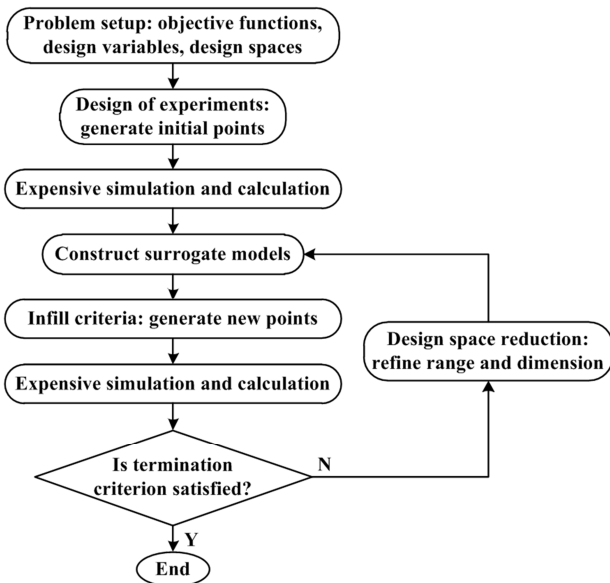 Problem setup: objective functions,
design variables, design spaces
Design of experiments:
generate initial points
Expensive simulation and calculation
Construct surrogate models
Infill criteria: generate new points
Design space reduction:
refine range and dimension
Expensive simulation and calculation
Is termination
criterion satisfied?
N
Y
End